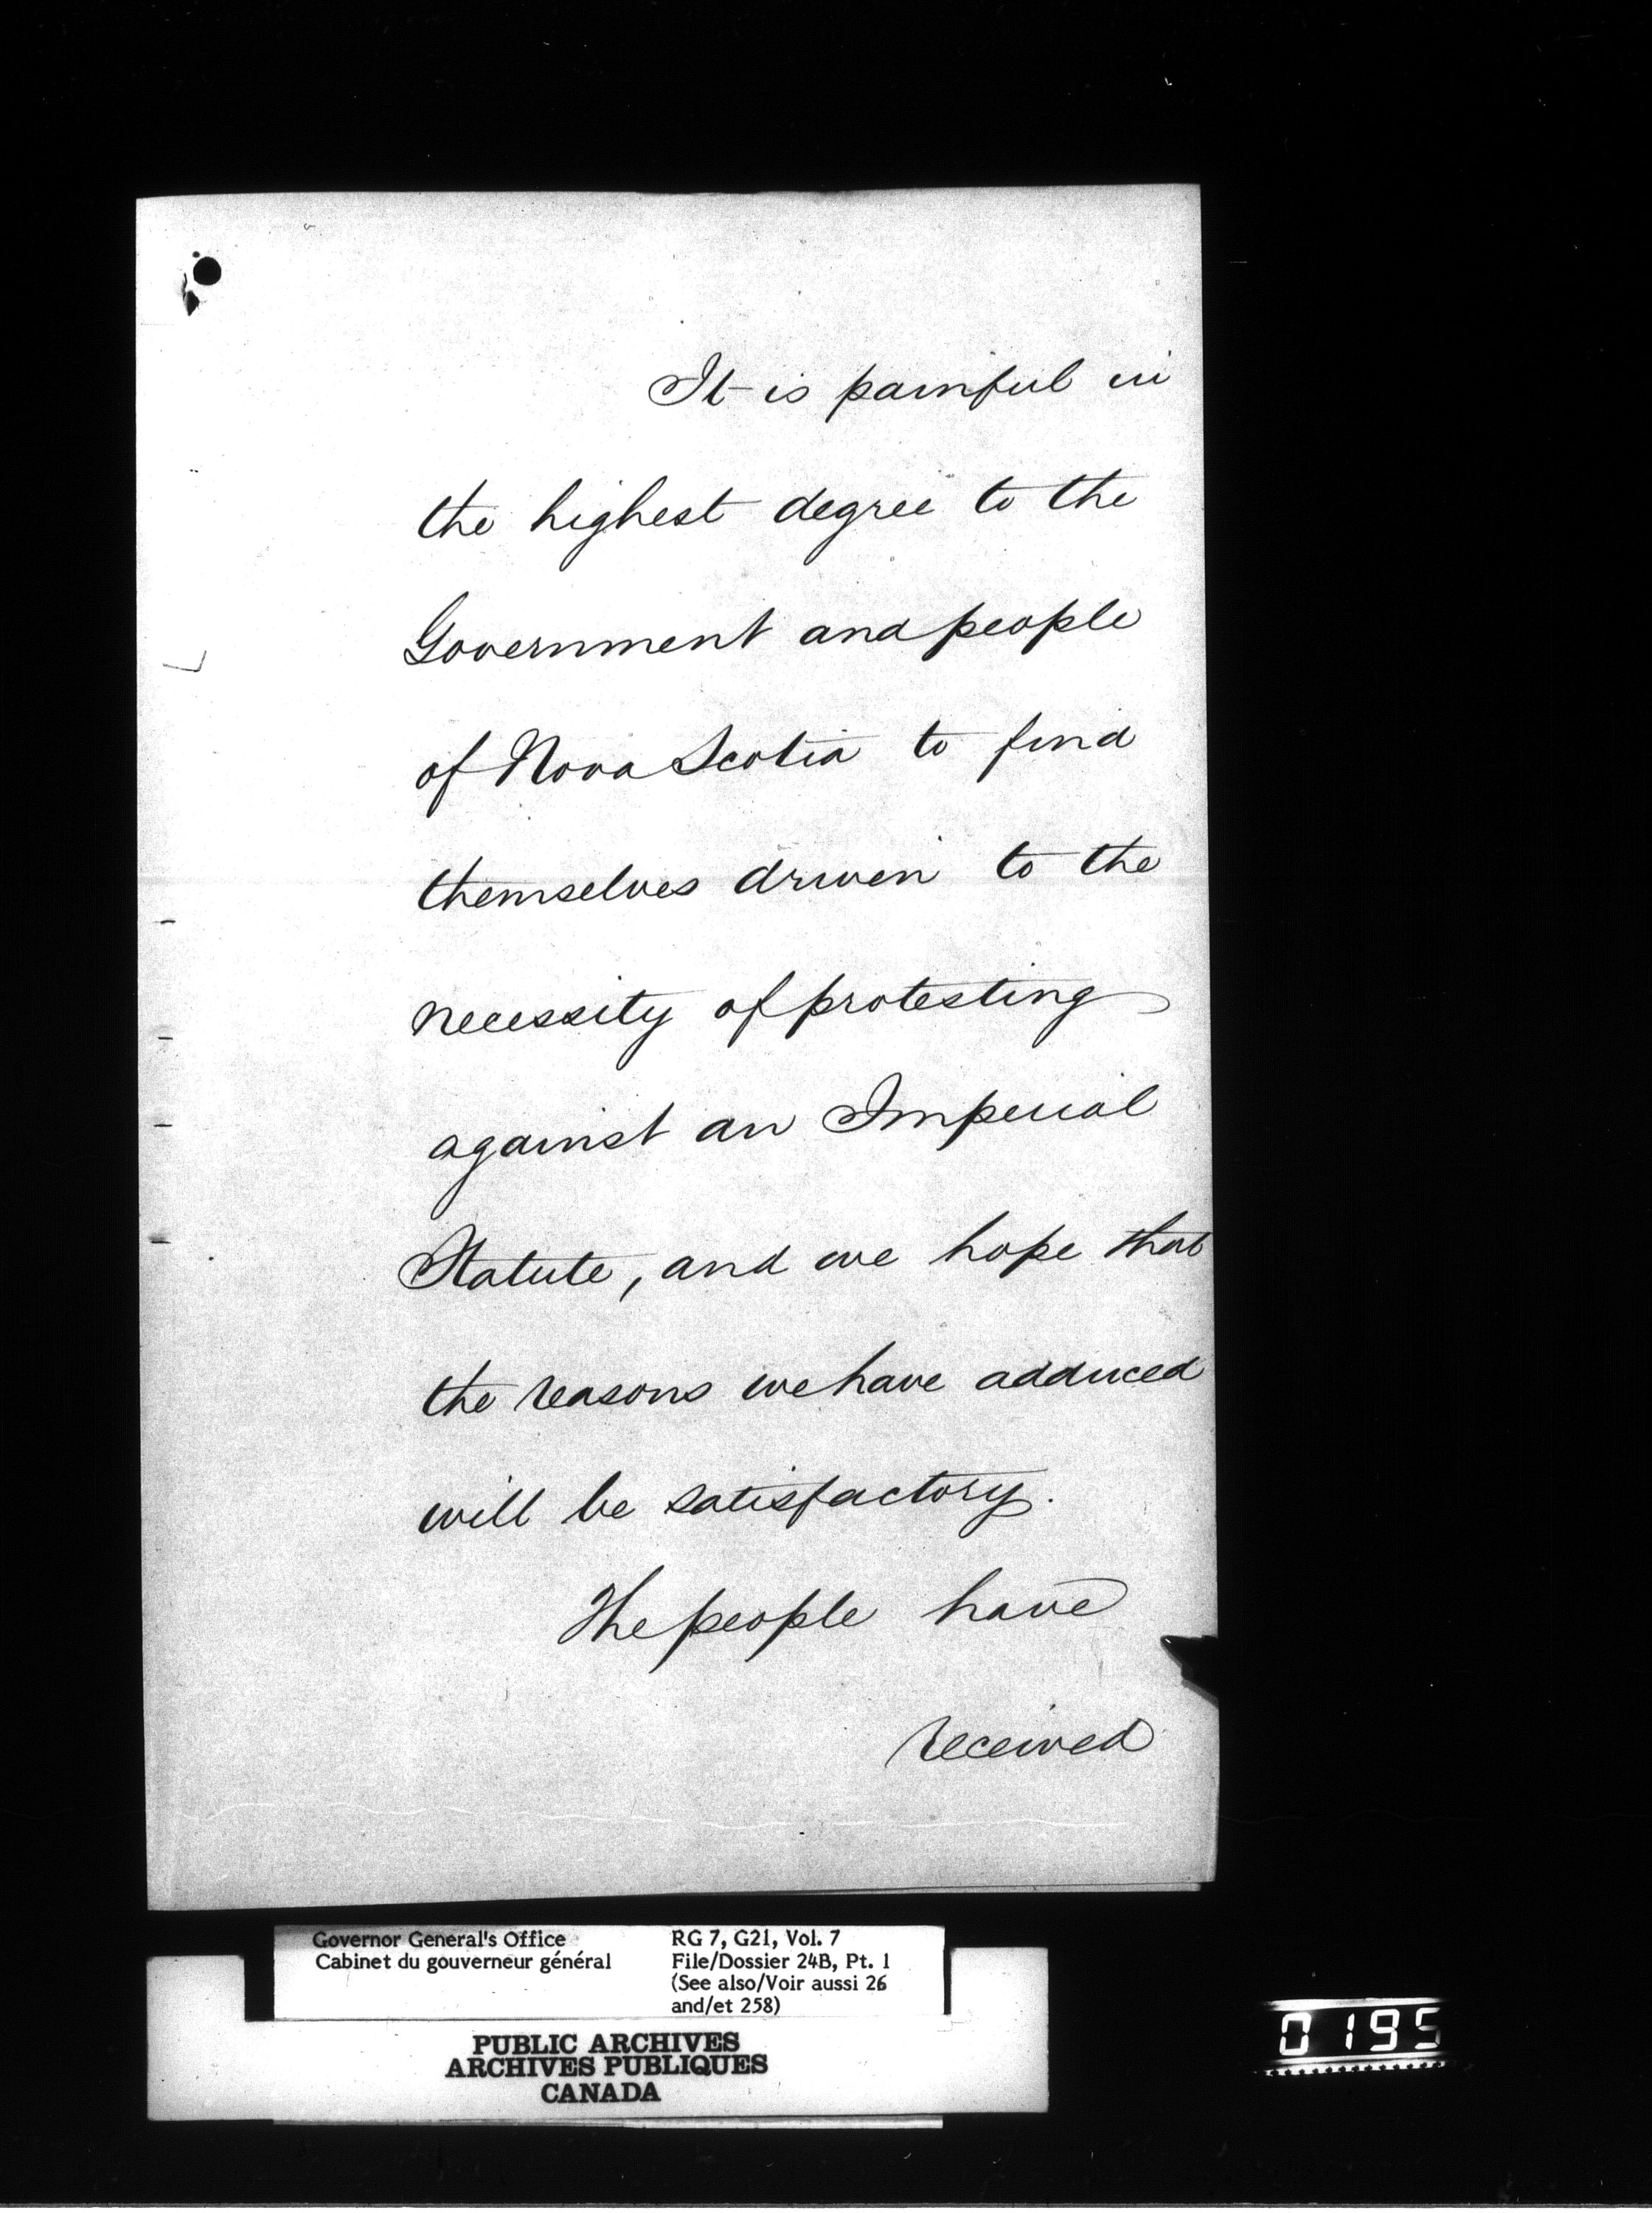 It is painful in
the highest degree to the
Government and people
of Nova Scotia to find
themselves driven to the
necessity of protesting
against an Imperial
Statute, and we hope that
the reasons we have adduced
will be satisfactory.
The people have
received
Governor General's Office
Cabinet du gouverneur général
RG 7, G21, Vol. 7
File/Dossier 24B, Pt. 1
(See also/Voir aussi 26
and/et 258)
PUBLIC ARCHIVES
ARCHIVES PUBLIQUES
CANADA
0195